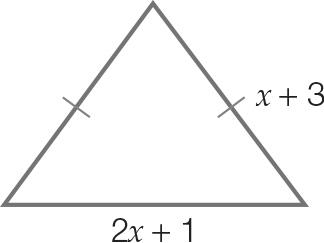 x + 3
2x + 1